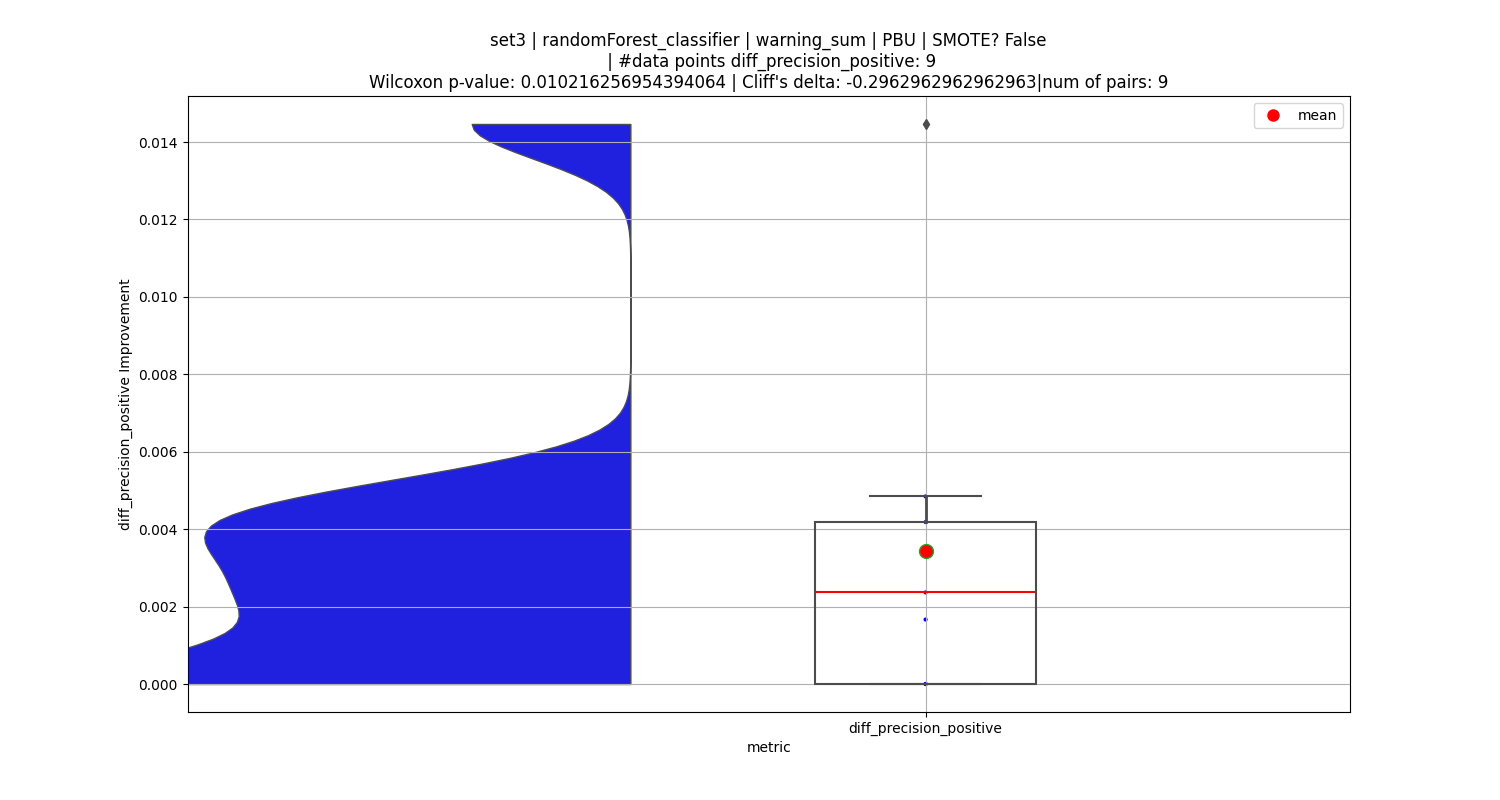 set3 | randomForest_classifier | warning_sum | PBU | SMOTE? False
| #data points diff_precision_positive: 9
Wilcoxon p-value: 0.010216256954394064 | Cliff's delta: -0.2962962962962963|num of pairs: 9
mean
0.014
0.012
0.010
0.008
0.006
0.004
0.002
0.000
diff_precision_positive Improvement
diff_precision_positive
metric